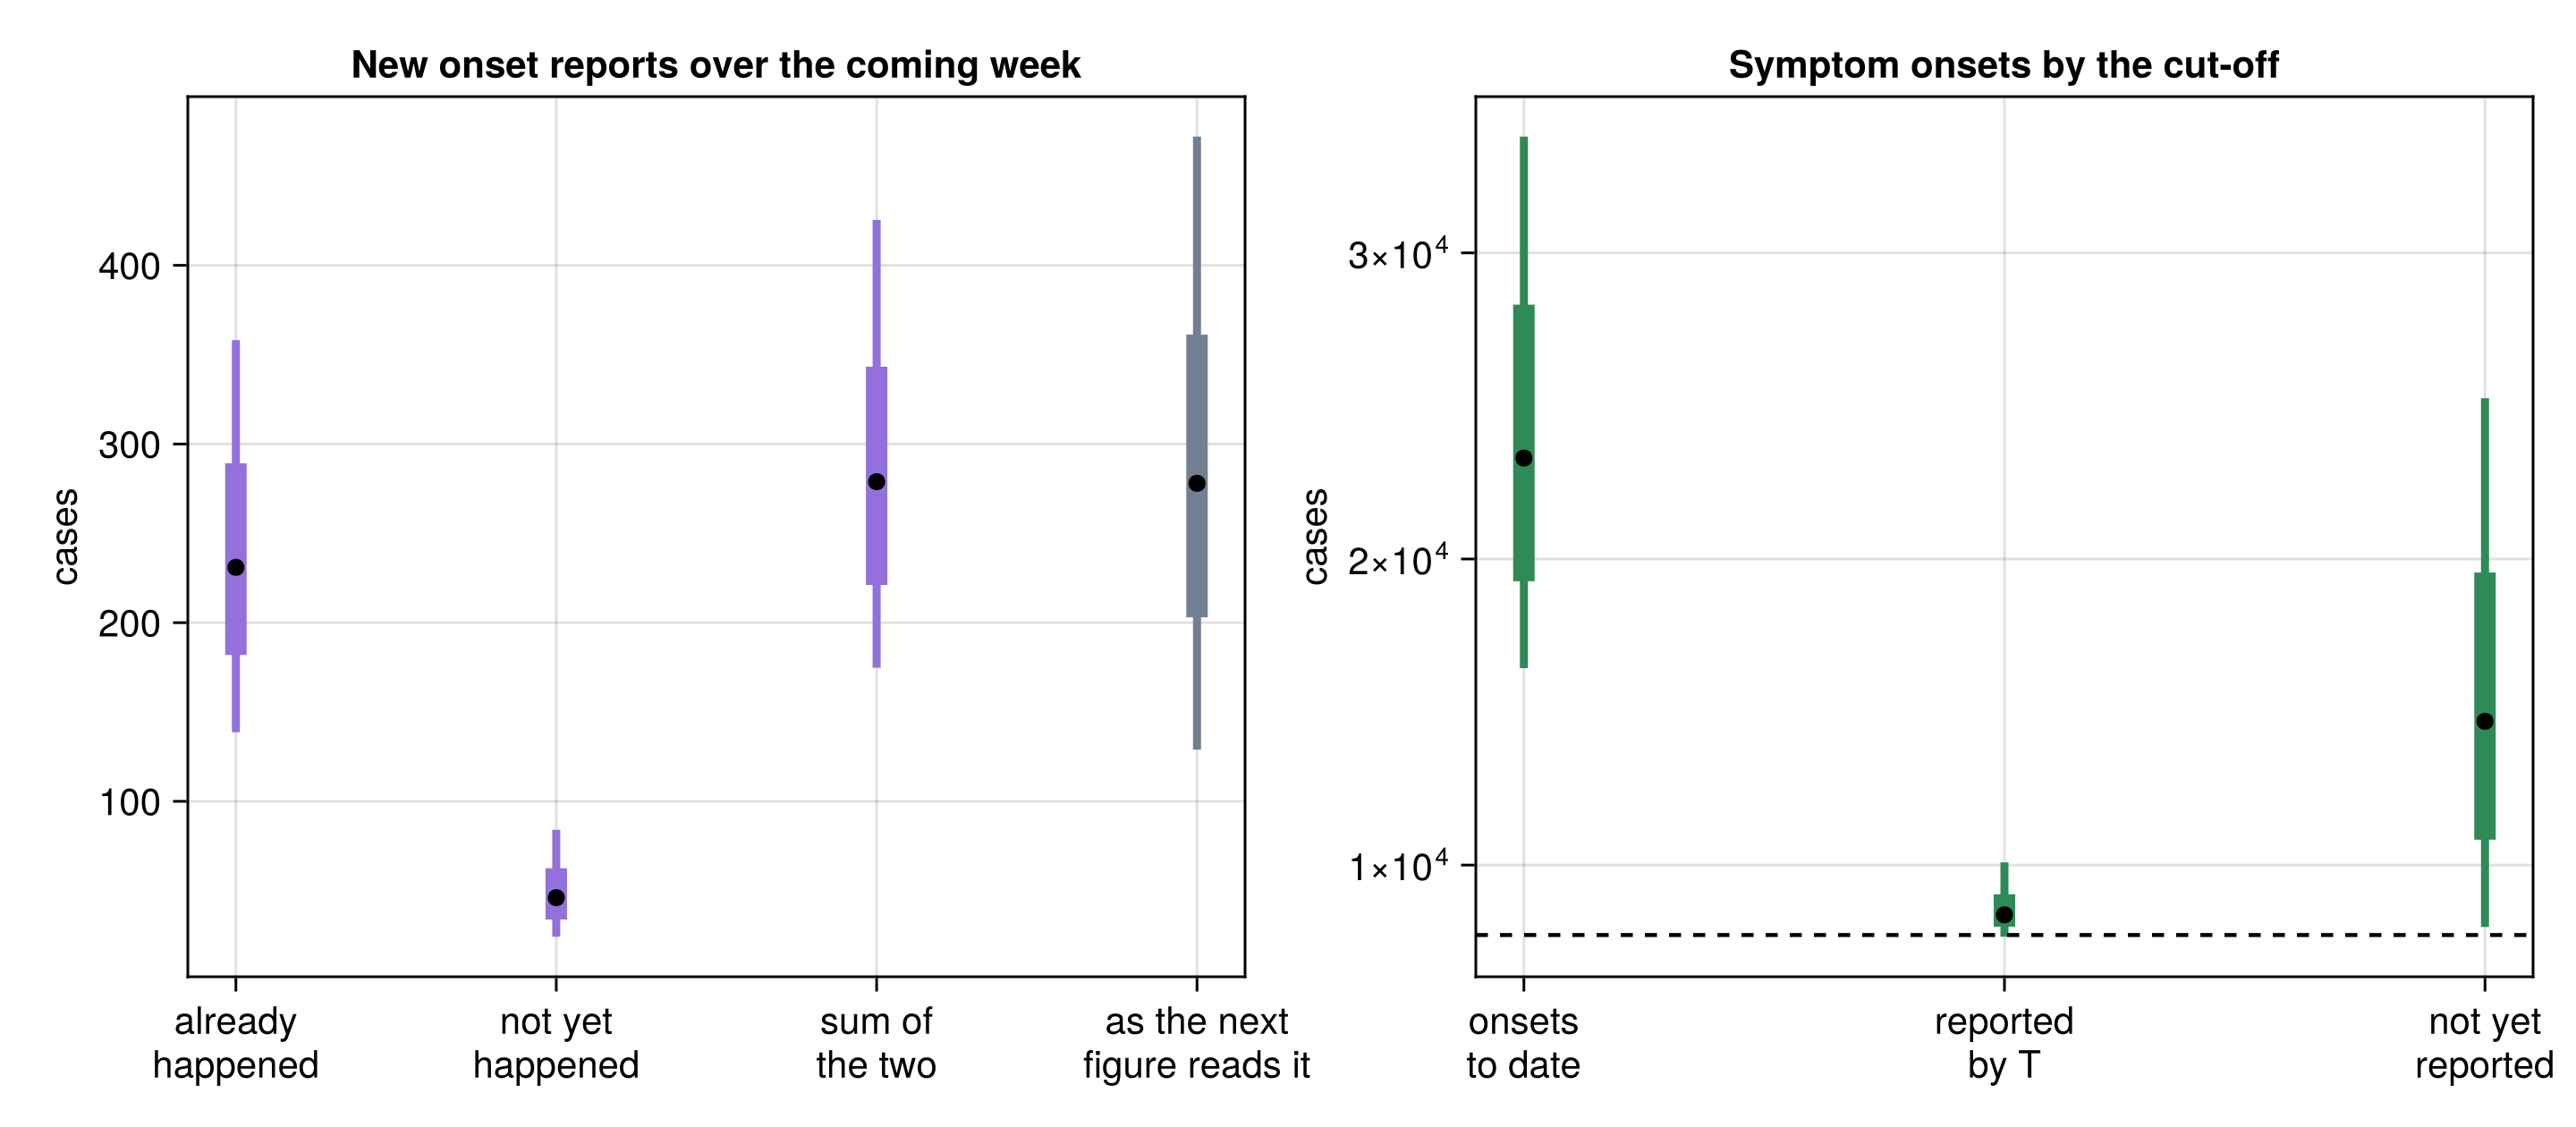 New onset reports over the coming week
cases
400
300
200
100
already
happened
not yet
happened
sum of
the two
as the next
figure reads it
Symptom onsets by the cut-off
cases
3×10⁴
2×10⁴
1×10⁴
onsets
to date
reported
by T
not yet
reported